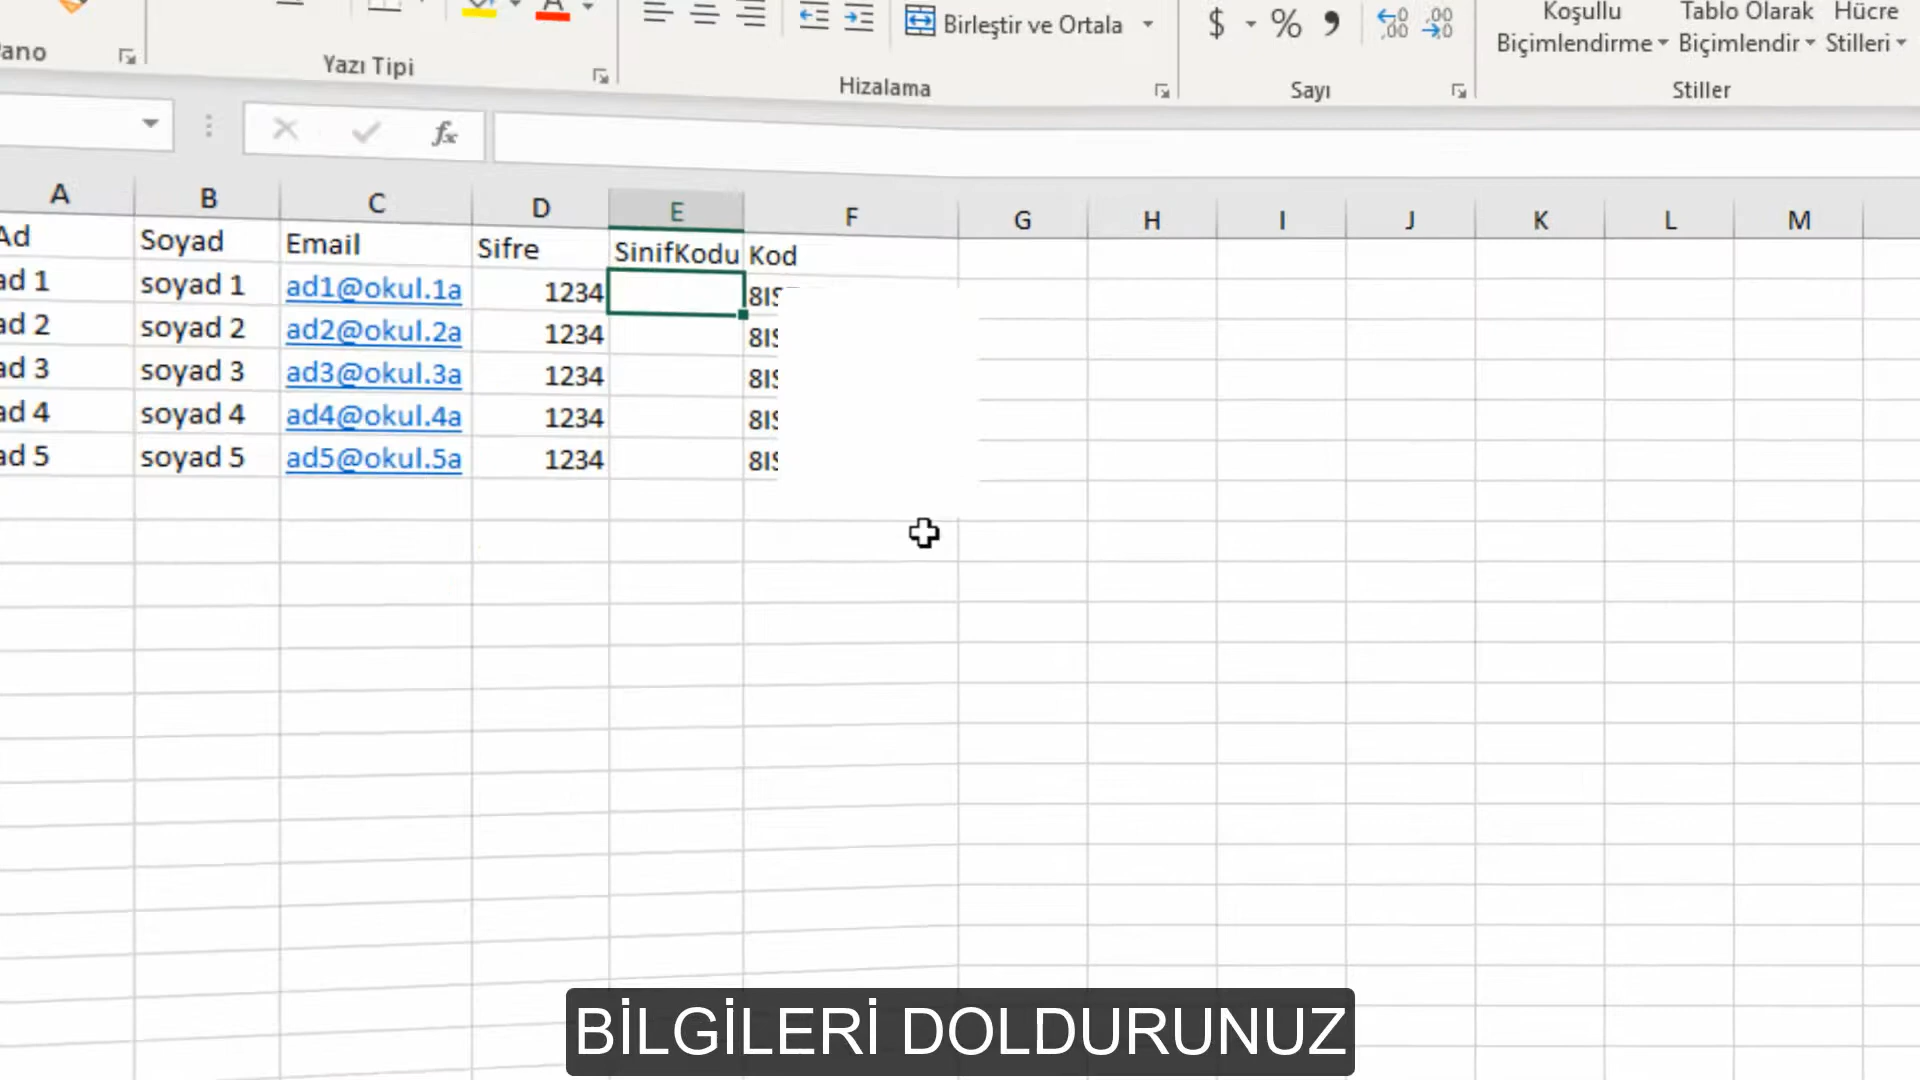 Koşullu Tablo Olarak Hücre
Birleştir ve Ortala $ % Biçimlendirme Biçimlendir Stilleri
Yazı Tipi Hizalama Sayı Stiller
fx
A B C D E F G H I J K L M
Ad Soyad Email Sifre SinifKodu Kod
ad 1 soyad 1 ad1@okul.1a 1234
ad 2 soyad 2 ad2@okul.2a 1234
ad 3 soyad 3 ad3@okul.3a 1234
ad 4 soyad 4 ad4@okul.4a 1234
ad 5 soyad 5 ad5@okul.5a 1234
BİLGİLERİ DOLDURUNUZ